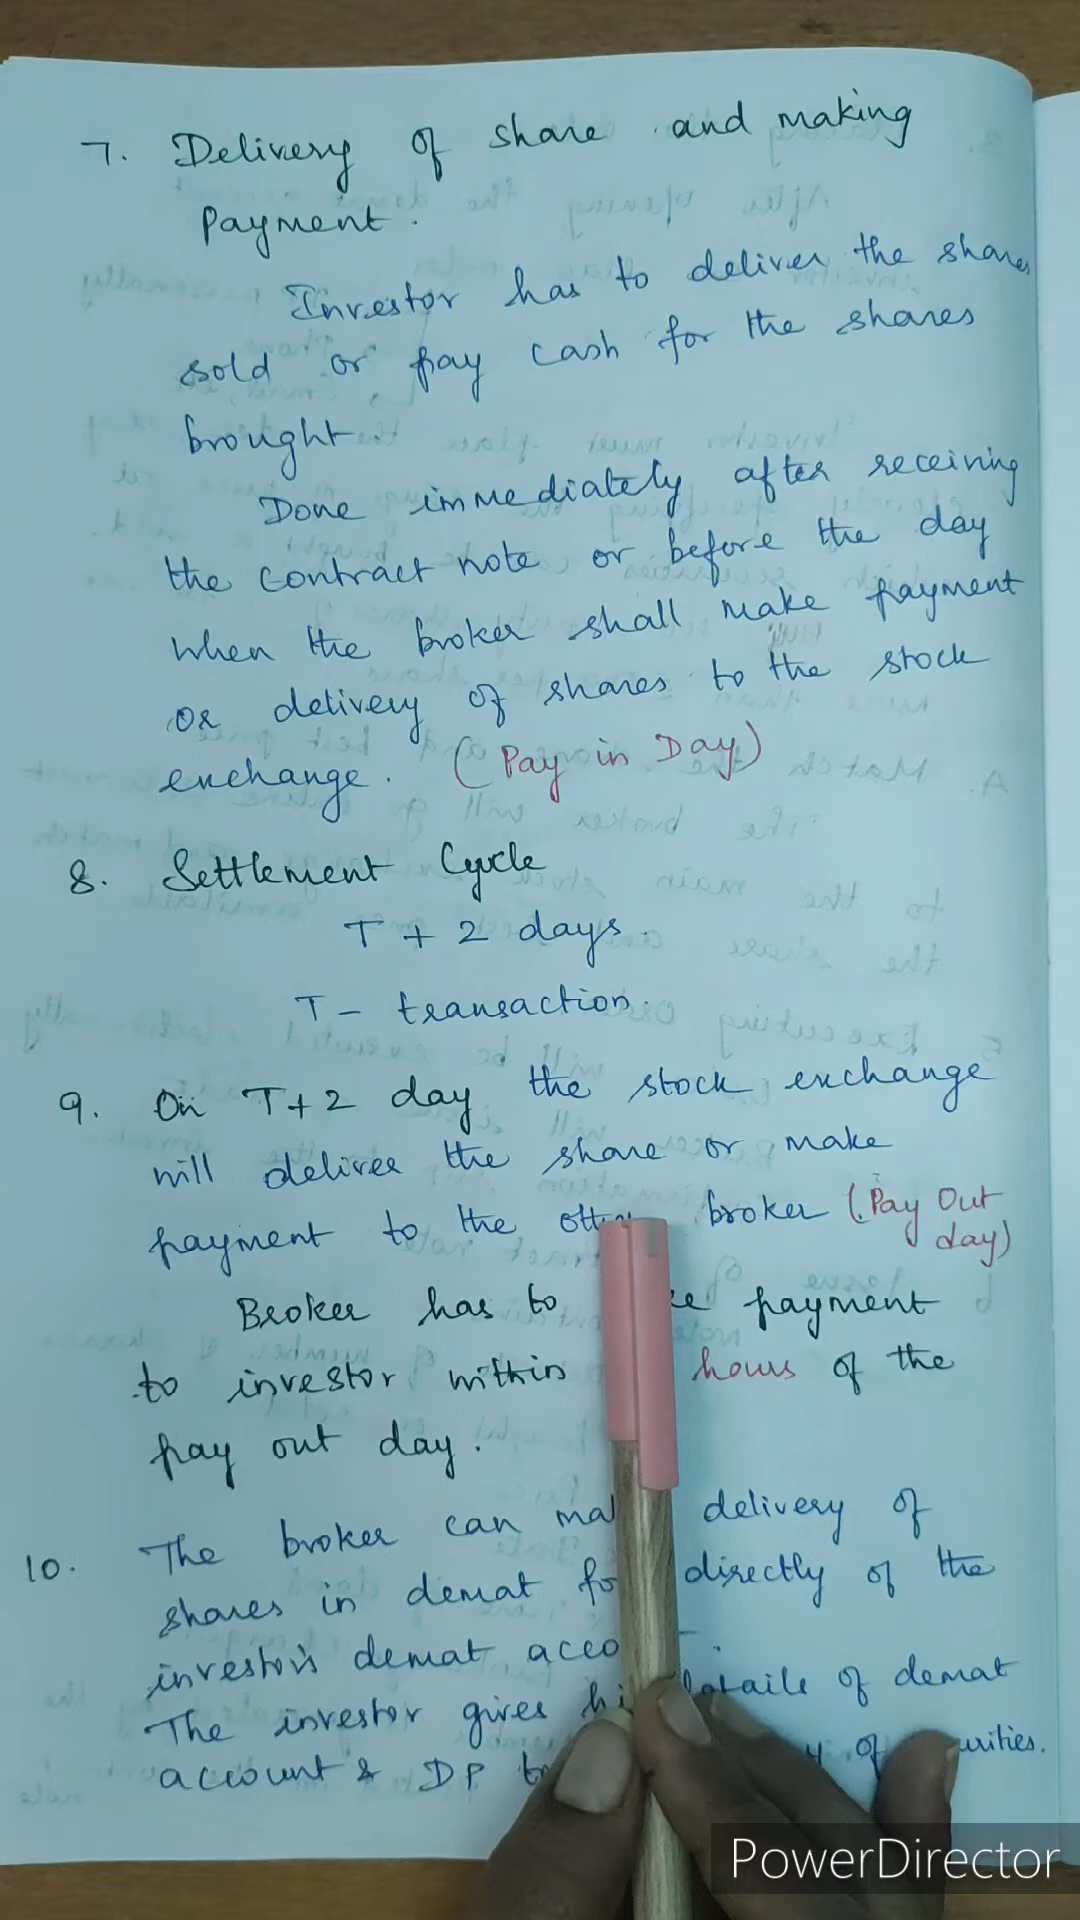 7. Delivery of share and making
Payment.
Investor has to deliver the shares
sold or pay cash for the shares
brought
Done immediately after receiving
the contract note or before the day
when the broker shall make payment
or delivery of shares to the stock
exchange. (Pay in Day)
8. Settlement Cycle
T + 2 days.
T - transaction.
9. On T+2 day the stock exchange
will deliver the share or make
payment to the other broker (Pay Out
day)
Broker has to payment
to investor within hours of the
pay out day.
10. The broker can delivery of
shares in demat directly of the
investor's demat
The investor gives details of demat
account & DP of
PowerDirector